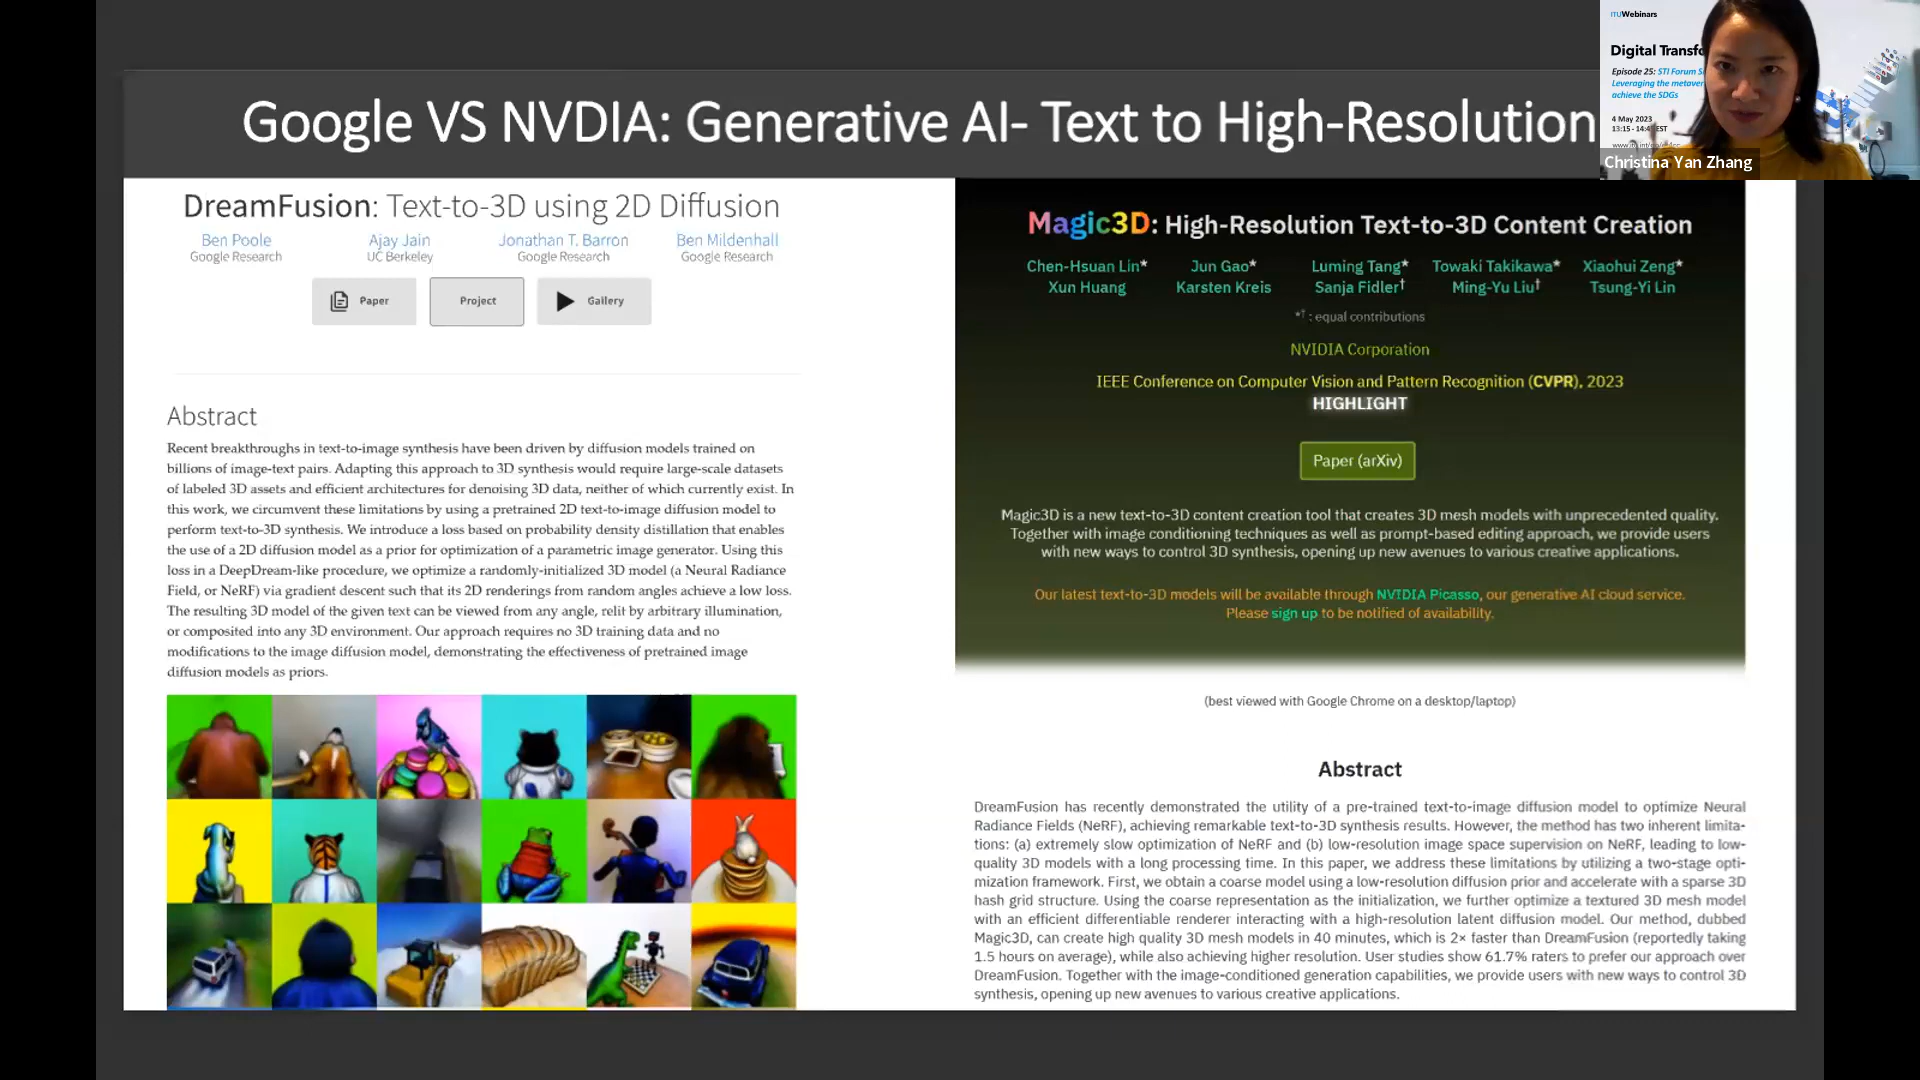 ITUWebinars
Digital Transfo
Episode 25: STI Forum S
Leveraging the metaver
achieve the SDGs
4 May 2023
13:15 - 14:4 EST
Christina Yan Zhang
Google VS NVDIA: Generative AI- Text to High-Resolution
DreamFusion: Text-to-3D using 2D Diffusion
Ben Poole
Google Research
Ajay Jain
UC Berkeley
Jonathan T. Barron
Google Research
Ben Mildenhall
Google Research
Paper
Project
Gallery
Abstract
Recent breakthroughs in text-to-image synthesis have been driven by diffusion models trained on
billions of image-text pairs. Adapting this approach to 3D synthesis would require large-scale datasets
of labeled 3D assets and efficient architectures for denoising 3D data, neither of which currently exist. In
this work, we circumvent these limitations by using a pretrained 2D text-to-image diffusion model to
perform text-to-3D synthesis. We introduce a loss based on probability density distillation that enables
the use of a 2D diffusion model as a prior for optimization of a parametric image generator. Using this
loss in a DeepDream-like procedure, we optimize a randomly-initialized 3D model (a Neural Radiance
Field, or NeRF) via gradient descent such that its 2D renderings from random angles achieve a low loss.
The resulting 3D model of the given text can be viewed from any angle, relit by arbitrary illumination,
or composited into any 3D environment. Our approach requires no 3D training data and no
modifications to the image diffusion model, demonstrating the effectiveness of pretrained image
diffusion models as priors.
Magic3D: High-Resolution Text-to-3D Content Creation
Chen-Hsuan Lin* Jun Gao* Luming Tang* Towaki Takikawa* Xiaohui Zeng*
Xun Huang Karsten Kreis Sanja Fidler† Ming-Yu Liu† Tsung-Yi Lin
*† : equal contributions
NVIDIA Corporation
IEEE Conference on Computer Vision and Pattern Recognition (CVPR), 2023
HIGHLIGHT
Paper (arXiv)
Magic3D is a new text-to-3D content creation tool that creates 3D mesh models with unprecedented quality.
Together with image conditioning techniques as well as prompt-based editing approach, we provide users
with new ways to control 3D synthesis, opening up new avenues to various creative applications.
Our latest text-to-3D models will be available through NVIDIA Picasso, our generative AI cloud service.
Please sign up to be notified of availability.
(best viewed with Google Chrome on a desktop/laptop)
Abstract
DreamFusion has recently demonstrated the utility of a pre-trained text-to-image diffusion model to optimize Neural
Radiance Fields (NeRF), achieving remarkable text-to-3D synthesis results. However, the method has two inherent limita-
tions: (a) extremely slow optimization of NeRF and (b) low-resolution image space supervision on NeRF, leading to low-
quality 3D models with a long processing time. In this paper, we address these limitations by utilizing a two-stage opti-
mization framework. First, we obtain a coarse model using a low-resolution diffusion prior and accelerate with a sparse 3D
hash grid structure. Using the coarse representation as the initialization, we further optimize a textured 3D mesh model
with an efficient differentiable renderer interacting with a high-resolution latent diffusion model. Our method, dubbed
Magic3D, can create high quality 3D mesh models in 40 minutes, which is 2× faster than DreamFusion (reportedly taking
1.5 hours on average), while also achieving higher resolution. User studies show 61.7% raters to prefer our approach over
DreamFusion. Together with the image-conditioned generation capabilities, we provide users with new ways to control 3D
synthesis, opening up new avenues to various creative applications.